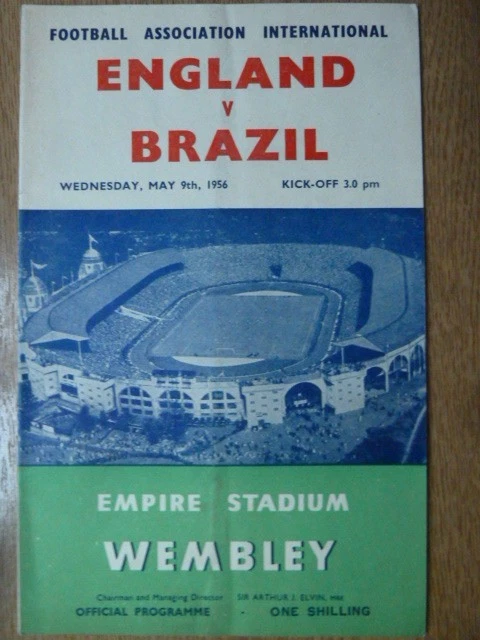 FOOTBALL ASSOCIATION INTERNATIONAL
ENGLAND
V
BRAZIL
WEDNESDAY, MAY 9th, 1956 KICK-OFF 3.0 pm
EMPIRE STADIUM
WEMBLEY
Chairman and Managing Director SIR ARTHUR J. ELVIN, MBE
OFFICIAL PROGRAMME - ONE SHILLING